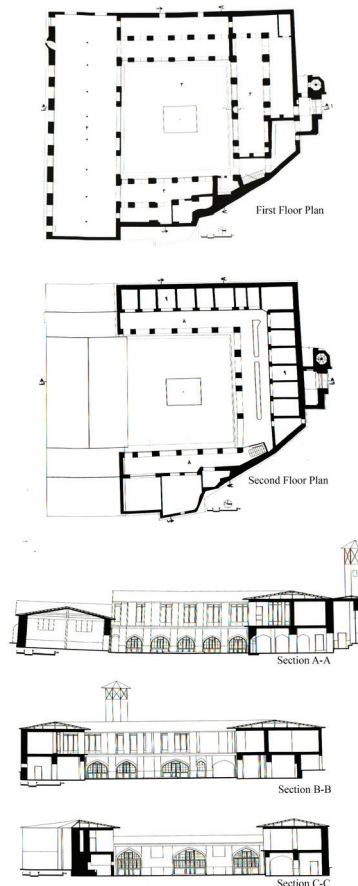 First Floor Plan
Second Floor Plan
Section A-A
Section B-B
Section C-C